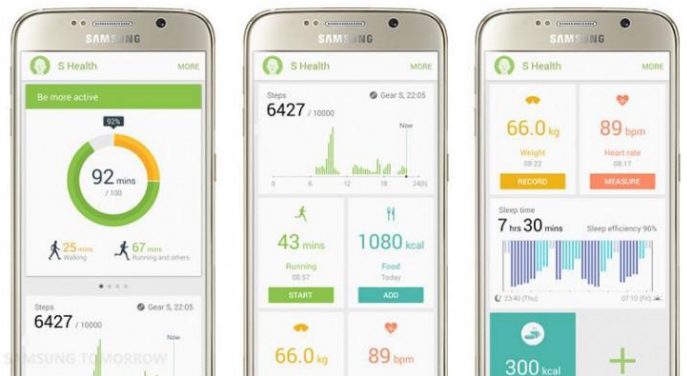 SAMSUNG
S Health
MORE
Be more active
92%
92 mins
/ 100
25 mins
Walking
67 mins
Running and others
Steps
Gear S, 22:05
6427 / 10000
Now
SAMSUNG TOMORROW
SAMSUNG
S Health
MORE
Steps
Gear S, 22:05
6427 / 10000
Now
0 6 12 18 24(h)
43 mins
Running
08:57
START
1080 kcal
Food
Today
ADD
66.0 kg
89 bpm
SAMSUNG
S Health
MORE
66.0 kg
Weight
08:22
RECORD
89 bpm
Heart rate
08:17
MEASURE
Sleep time
7 hrs 30 mins
Sleep efficiency 96%
23:40 (Thu)
07:10 (Fri)
300 kcal